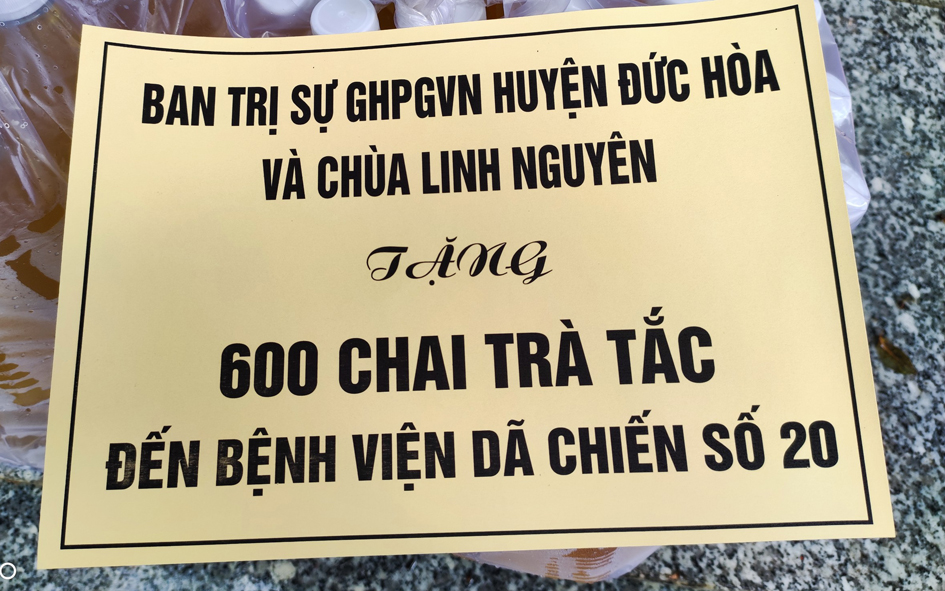 BAN TRỊ SỰ GHPGVN HUYỆN ĐỨC HÒA
VÀ CHÙA LINH NGUYÊN
TẶNG
600 CHAI TRÀ TẮC
ĐẾN BỆNH VIỆN DÃ CHIẾN SỐ 20